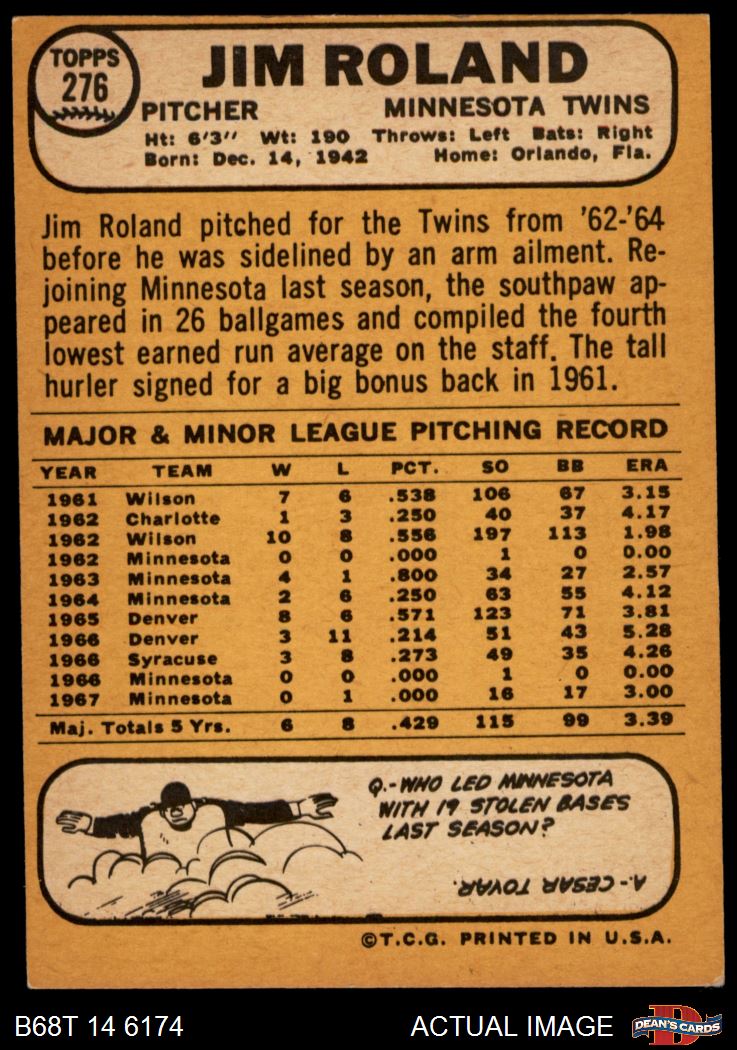 TOPPS
276
JIM ROLAND
PITCHER MINNESOTA TWINS
Ht: 6'3" Wt: 190 Throws: Left Bats: Right
Born: Dec. 14, 1942 Home: Orlando, Fla.
Jim Roland pitched for the Twins from '62-'64
before he was sidelined by an arm ailment. Re-
joining Minnesota last season, the southpaw ap-
peared in 26 ballgames and compiled the fourth
lowest earned run average on the staff. The tall
hurler signed for a big bonus back in 1961.
MAJOR & MINOR LEAGUE PITCHING RECORD
YEAR TEAM W L PCT. SO BB ERA
1961 Wilson 7 6 .538 106 67 3.15
1962 Charlotte 1 3 .250 40 37 4.17
1962 Wilson 10 8 .556 197 113 1.98
1962 Minnesota 0 0 .000 1 0 0.00
1963 Minnesota 4 1 .800 34 27 2.57
1964 Minnesota 2 6 .250 63 55 4.12
1965 Denver 8 6 .571 123 71 3.81
1966 Denver 3 11 .214 51 43 5.28
1966 Syracuse 3 8 .273 49 35 4.26
1966 Minnesota 0 0 .000 1 0 0.00
1967 Minnesota 0 1 .000 16 17 3.00
Maj. Totals 5 Yrs. 6 8 .429 115 99 3.39
Q.-WHO LED MINNESOTA
WITH 19 STOLEN BASES
LAST SEASON?
A.-CESAR TOVAR.
©T.C.G. PRINTED IN U.S.A.
B68T 14 6174 ACTUAL IMAGE DEAN'S CARDS